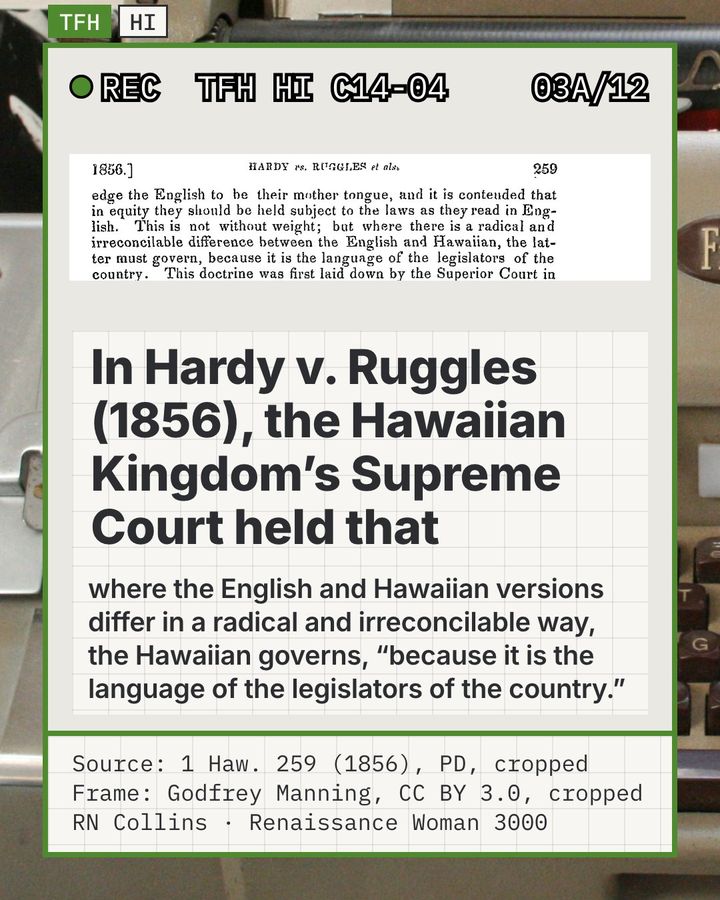 TFH HI
REC TFH HI C14-04 03A/12
1856.] HARDY vs. RUGGLES et als. 259
edge the English to be their mother tongue, and it is contended that
in equity they should be held subject to the laws as they read in Eng-
lish. This is not without weight; but where there is a radical and
irreconcilable difference between the English and Hawaiian, the lat-
ter must govern, because it is the language of the legislators of the
country. This doctrine was first laid down by the Superior Court in
In Hardy v. Ruggles
(1856), the Hawaiian
Kingdom’s Supreme
Court held that
where the English and Hawaiian versions
differ in a radical and irreconcilable way,
the Hawaiian governs, “because it is the
language of the legislators of the country.”
Source: 1 Haw. 259 (1856), PD, cropped
Frame: Godfrey Manning, CC BY 3.0, cropped
RN Collins · Renaissance Woman 3000
T
G